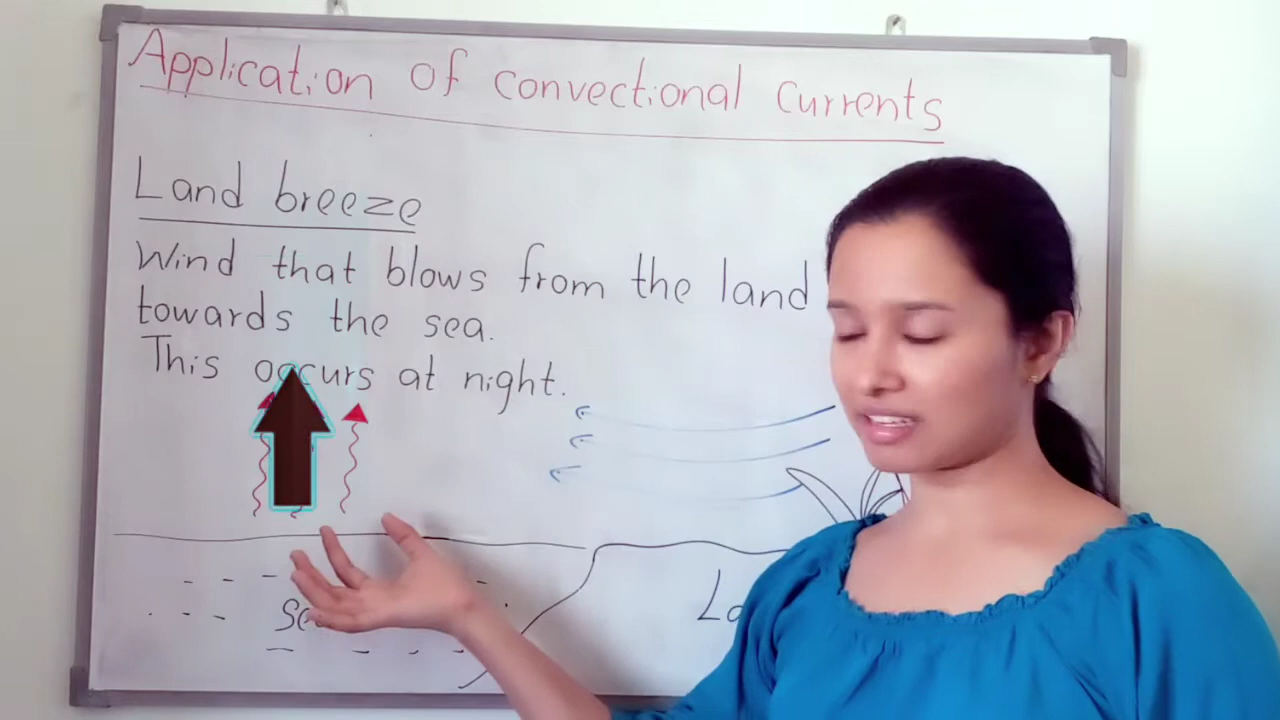 Application of convectional currents
Land breeze
Wind that blows from the land
towards the sea.
This occurs at night.